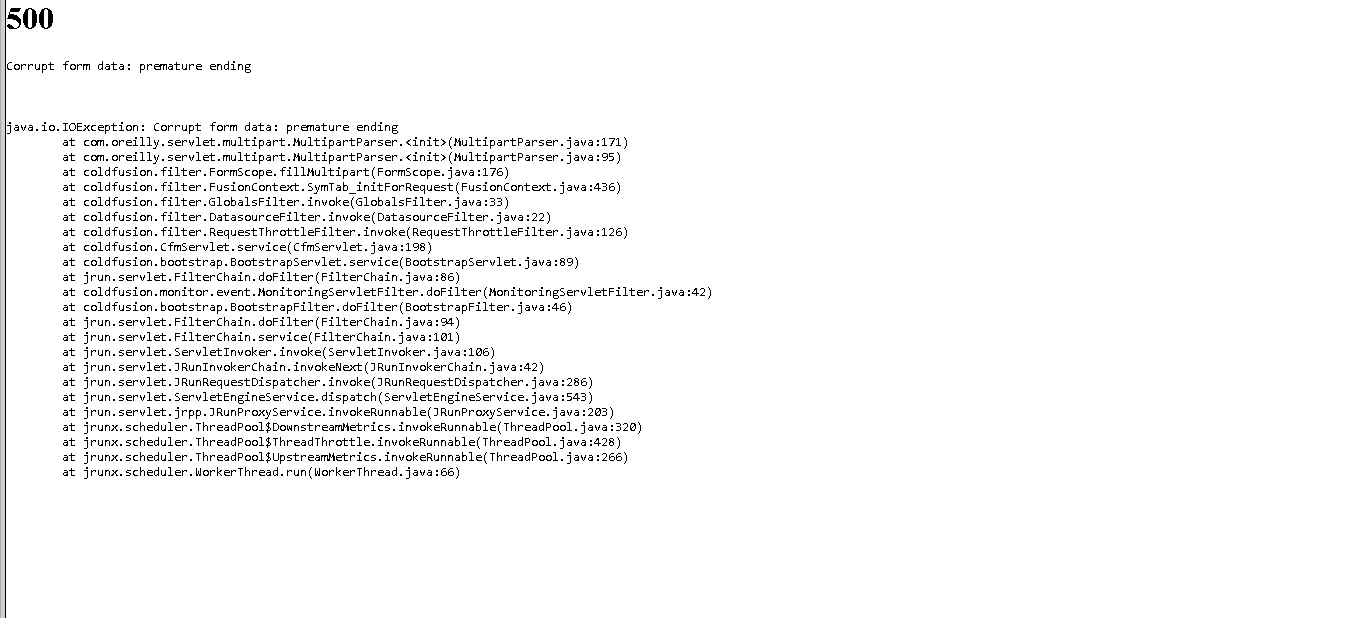 500
Corrupt form data: premature ending
java.io.IOException: Corrupt form data: premature ending
at com.oreilly.servlet.multipart.MultipartParser.<init>(MultipartParser.java:171)
at com.oreilly.servlet.multipart.MultipartParser.<init>(MultipartParser.java:95)
at coldfusion.filter.FormScope.fillMultipart(FormScope.java:176)
at coldfusion.filter.FusionContext.SymTab_initForRequest(FusionContext.java:436)
at coldfusion.filter.GlobalsFilter.invoke(GlobalsFilter.java:33)
at coldfusion.filter.DatasourceFilter.invoke(DatasourceFilter.java:22)
at coldfusion.filter.RequestThrottleFilter.invoke(RequestThrottleFilter.java:126)
at coldfusion.CfmServlet.service(CfmServlet.java:198)
at coldfusion.bootstrap.BootstrapServlet.service(BootstrapServlet.java:89)
at jrun.servlet.FilterChain.doFilter(FilterChain.java:86)
at coldfusion.monitor.event.MonitoringServletFilter.doFilter(MonitoringServletFilter.java:42)
at coldfusion.bootstrap.BootstrapFilter.doFilter(BootstrapFilter.java:46)
at jrun.servlet.FilterChain.doFilter(FilterChain.java:94)
at jrun.servlet.FilterChain.service(FilterChain.java:101)
at jrun.servlet.ServletInvoker.invoke(ServletInvoker.java:106)
at jrun.servlet.JRunInvokerChain.invokeNext(JRunInvokerChain.java:42)
at jrun.servlet.JRunRequestDispatcher.invoke(JRunRequestDispatcher.java:286)
at jrun.servlet.ServletEngineService.dispatch(ServletEngineService.java:543)
at jrun.servlet.jrpp.JRunProxyService.invokeRunnable(JRunProxyService.java:203)
at jrunx.scheduler.ThreadPool$DownstreamMetrics.invokeRunnable(ThreadPool.java:320)
at jrunx.scheduler.ThreadPool$ThreadThrottle.invokeRunnable(ThreadPool.java:428)
at jrunx.scheduler.ThreadPool$UpstreamMetrics.invokeRunnable(ThreadPool.java:266)
at jrunx.scheduler.WorkerThread.run(WorkerThread.java:66)